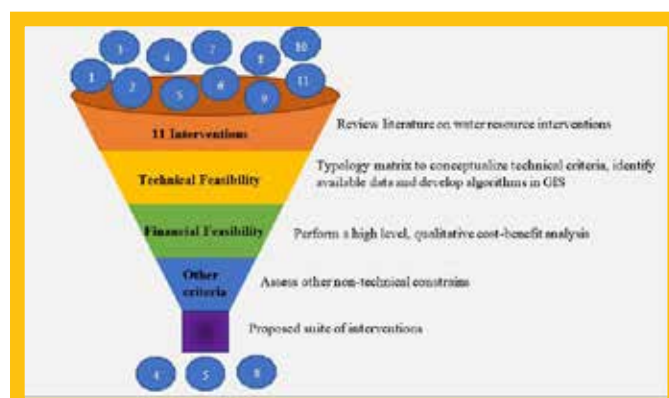 3 4 7 8 10
1 2 5 6 9 11
11 Interventions
Review literature on water resource interventions
Technical Feasibility
Typology matrix to conceptualize technical criteria, identify
available data and develop algorithms in GIS
Financial Feasibility
Perform a high level, qualitative cost-benefit analysis
Other
criteria
Assess other non-technical constrains
Proposed suite of interventions
4 5 8